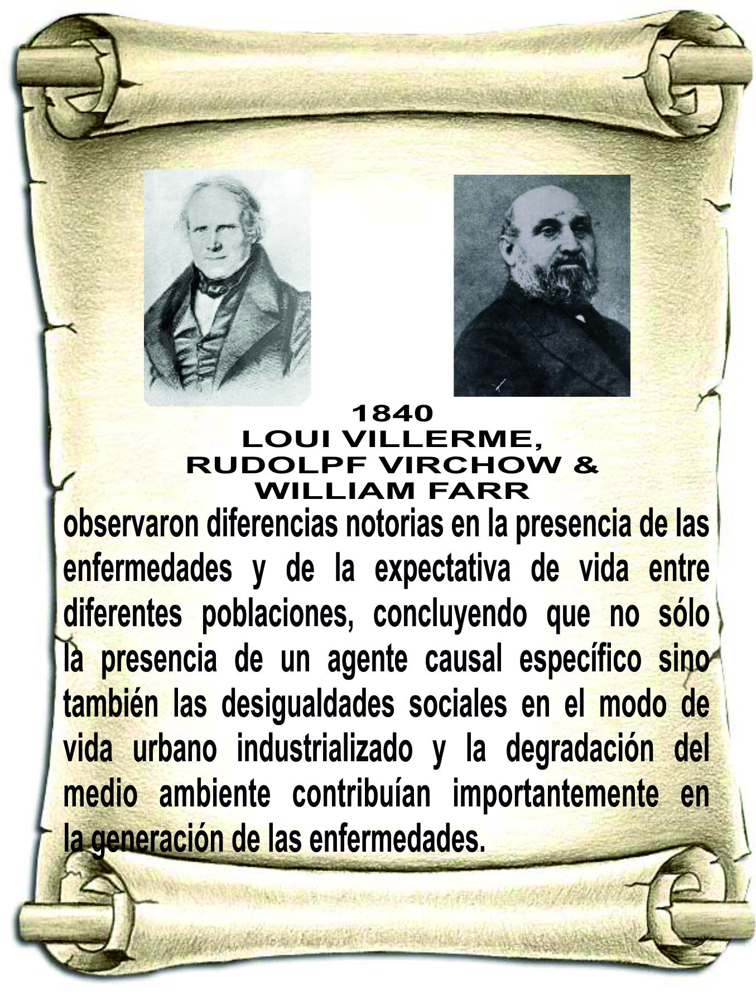 1840
LOUI VILLERME,
RUDOLPF VIRCHOW &
WILLIAM FARR
observaron diferencias notorias en la presencia de las
enfermedades y de la expectativa de vida entre
diferentes poblaciones, concluyendo que no sólo
la presencia de un agente causal específico sino
también las desigualdades sociales en el modo de
vida urbano industrializado y la degradación del
medio ambiente contribuían importantemente en
la generación de las enfermedades.